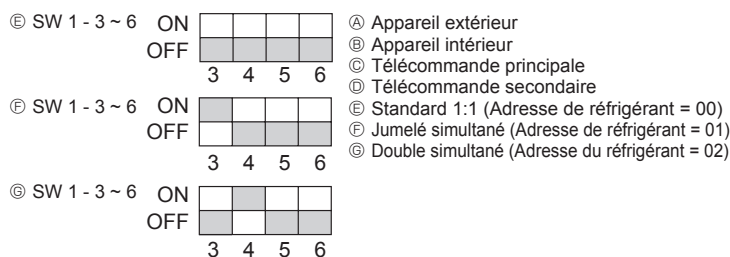 Ⓔ SW 1 - 3 ~ 6 ON
OFF
3 4 5 6
Ⓕ SW 1 - 3 ~ 6 ON
OFF
3 4 5 6
Ⓖ SW 1 - 3 ~ 6 ON
OFF
3 4 5 6
Ⓐ Appareil extérieur
Ⓑ Appareil intérieur
Ⓒ Télécommande principale
Ⓓ Télécommande secondaire
Ⓔ Standard 1:1 (Adresse de réfrigérant = 00)
Ⓕ Jumelé simultané (Adresse de réfrigérant = 01)
Ⓖ Double simultané (Adresse du réfrigérant = 02)